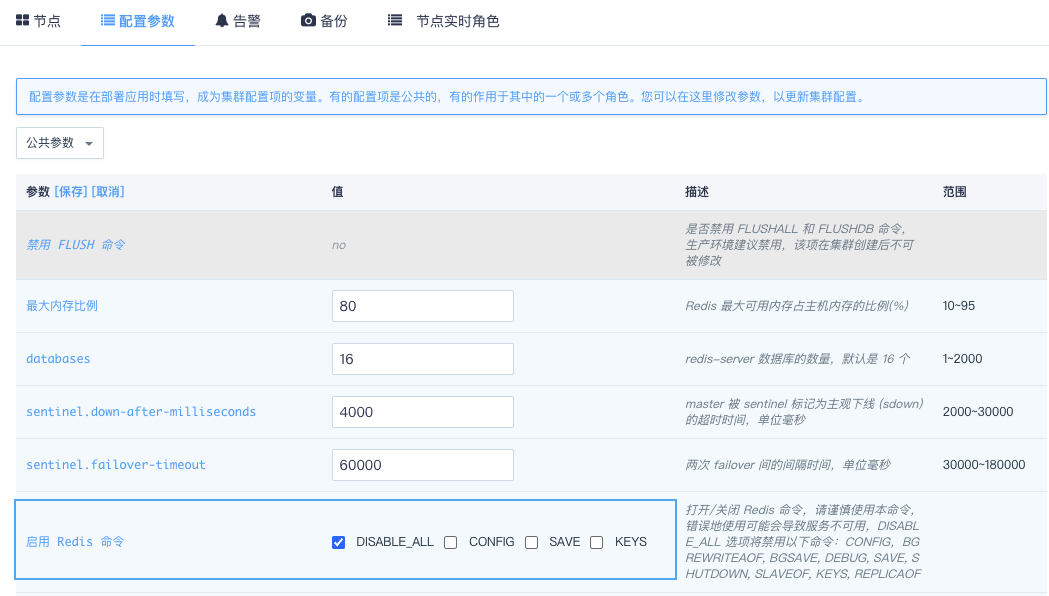 节点 配置参数 告警 备份 节点实时角色
配置参数是在部署应用时填写，成为集群配置项的变量。有的配置项是公共的，有的作用于其中的一个或多个角色。您可以在这里修改参数，以更新集群配置。
公共参数
参数 [保存] [取消] 值 描述 范围
禁用 FLUSH 命令 no
是否禁用 FLUSHALL 和 FLUSHDB 命令，
生产环境建议禁用，该项在集群创建后不可
被修改
最大内存比例 80 Redis 最大可用内存占主机内存的比例(%) 10~95
databases 16 redis-server 数据库的数量，默认是 16 个 1~2000
sentinel.down-after-milliseconds 4000
master 被 sentinel 标记为主观下线 (sdown)
的超时时间，单位毫秒
2000~30000
sentinel.failover-timeout 60000 两次 failover 间的间隔时间，单位毫秒 30000~180000
启用 Redis 命令 DISABLE_ALL CONFIG SAVE KEYS
打开/关闭 Redis 命令，请谨慎使用本命令，
错误地使用可能会导致服务不可用，DISABL
E_ALL 选项将禁用以下命令：CONFIG, BG
REWRITEAOF, BGSAVE, DEBUG, SAVE, S
HUTDOWN, SLAVEOF, KEYS, REPLICAOF